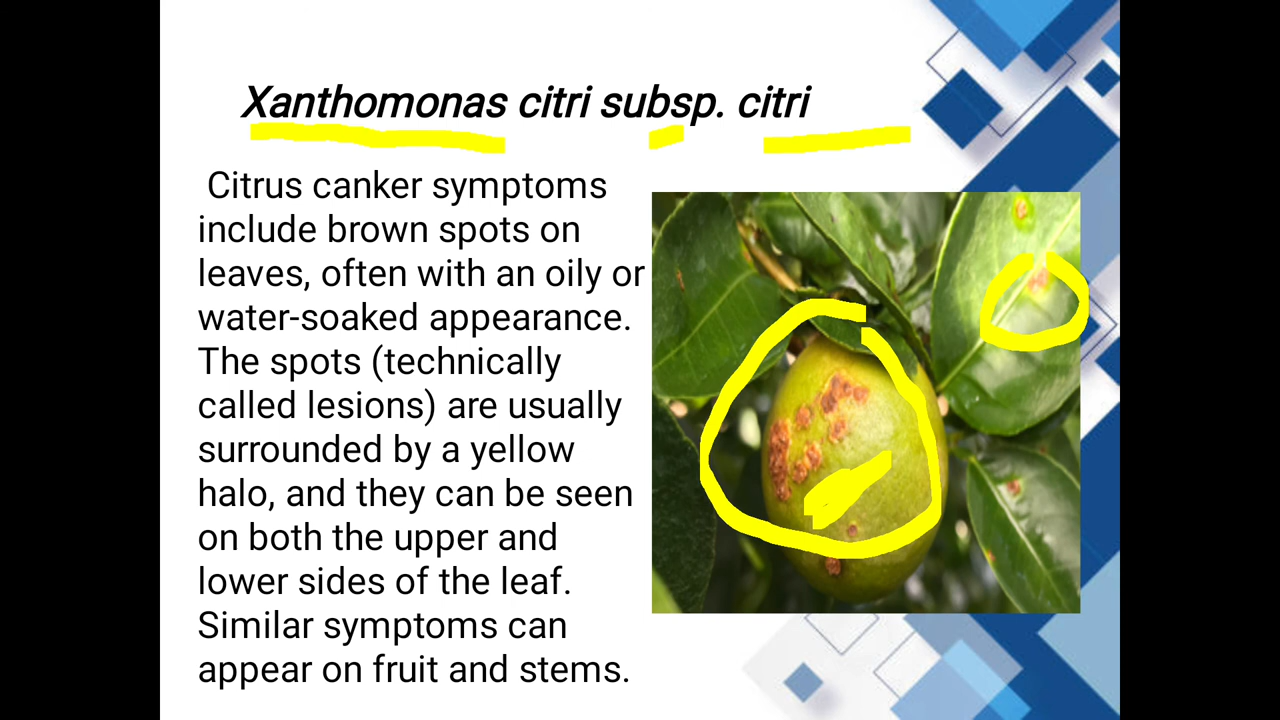 Xanthomonas citri subsp. citri
Citrus canker symptoms
include brown spots on
leaves, often with an oily or
water-soaked appearance.
The spots (technically
called lesions) are usually
surrounded by a yellow
halo, and they can be seen
on both the upper and
lower sides of the leaf.
Similar symptoms can
appear on fruit and stems.